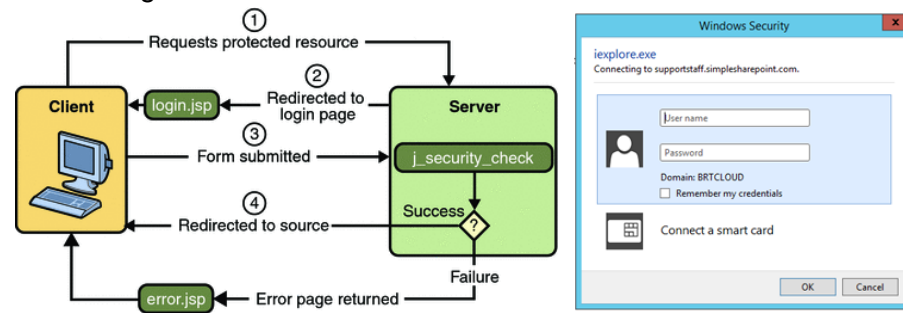 ①
Requests protected resource
Client
login.jsp
②
Redirected to
login page
Server
③
Form submitted
j_security_check
④
Redirected to source
Success
?
Failure
error.jsp
Error page returned
Windows Security
x
iexplore.exe
Connecting to supportstaff.simplesharepoint.com.
User name
Password
Domain: BRTCLOUD
Remember my credentials
Connect a smart card
OK
Cancel